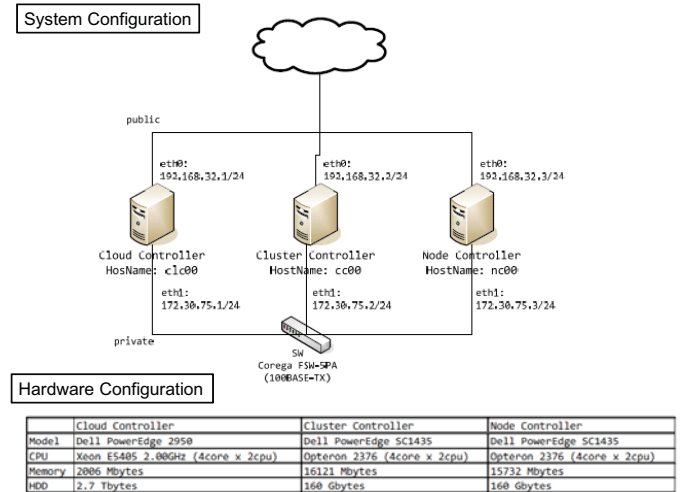 System Configuration
public
eth0: eth0: eth0:
192.168.32.1/24 192.168.32.2/24 192.168.32.3/24
Cloud Controller Cluster Controller Node Controller
HosName: clc00 HostName: cc00 HostName: nc00
eth1: eth1: eth1:
172.30.75.1/24 172.30.75.2/24 172.30.75.3/24
private
SW
Corega FSW-5PA
(100BASE-TX)
Hardware Configuration
Cloud Controller Cluster Controller Node Controller
Model Dell PowerEdge 2950 Dell PowerEdge SC1435 Dell PowerEdge SC1435
CPU Xeon E5405 2.00GHz (4core x 2cpu) Opteron 2376 (4core x 2cpu) Opteron 2376 (4core x 2cpu)
Memory 2006 Mbytes 16121 Mbytes 15732 Mbytes
HDD 2.7 Tbytes 160 Gbytes 160 Gbytes